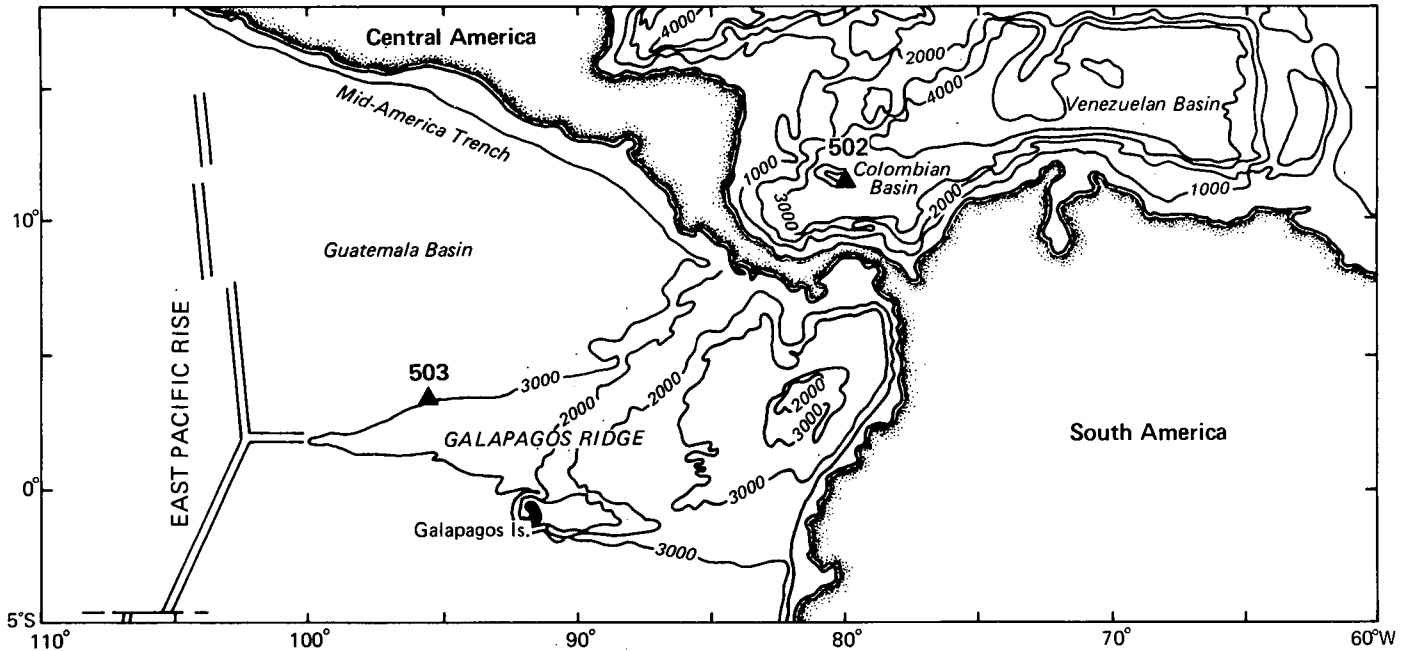 4000
Central America
2000
4000
Mid-America Trench
Venezuelan Basin
502
1000
Colombian
Basin
3000
2000
1000
10°
Guatemala Basin
EAST PACIFIC RISE
503
3000
2000
2000
2000
3000
GALAPAGOS RIDGE
South America
0°
3000
Galapagos Is.
3000
5°S
110°
100°
90°
80°
70°
60°W